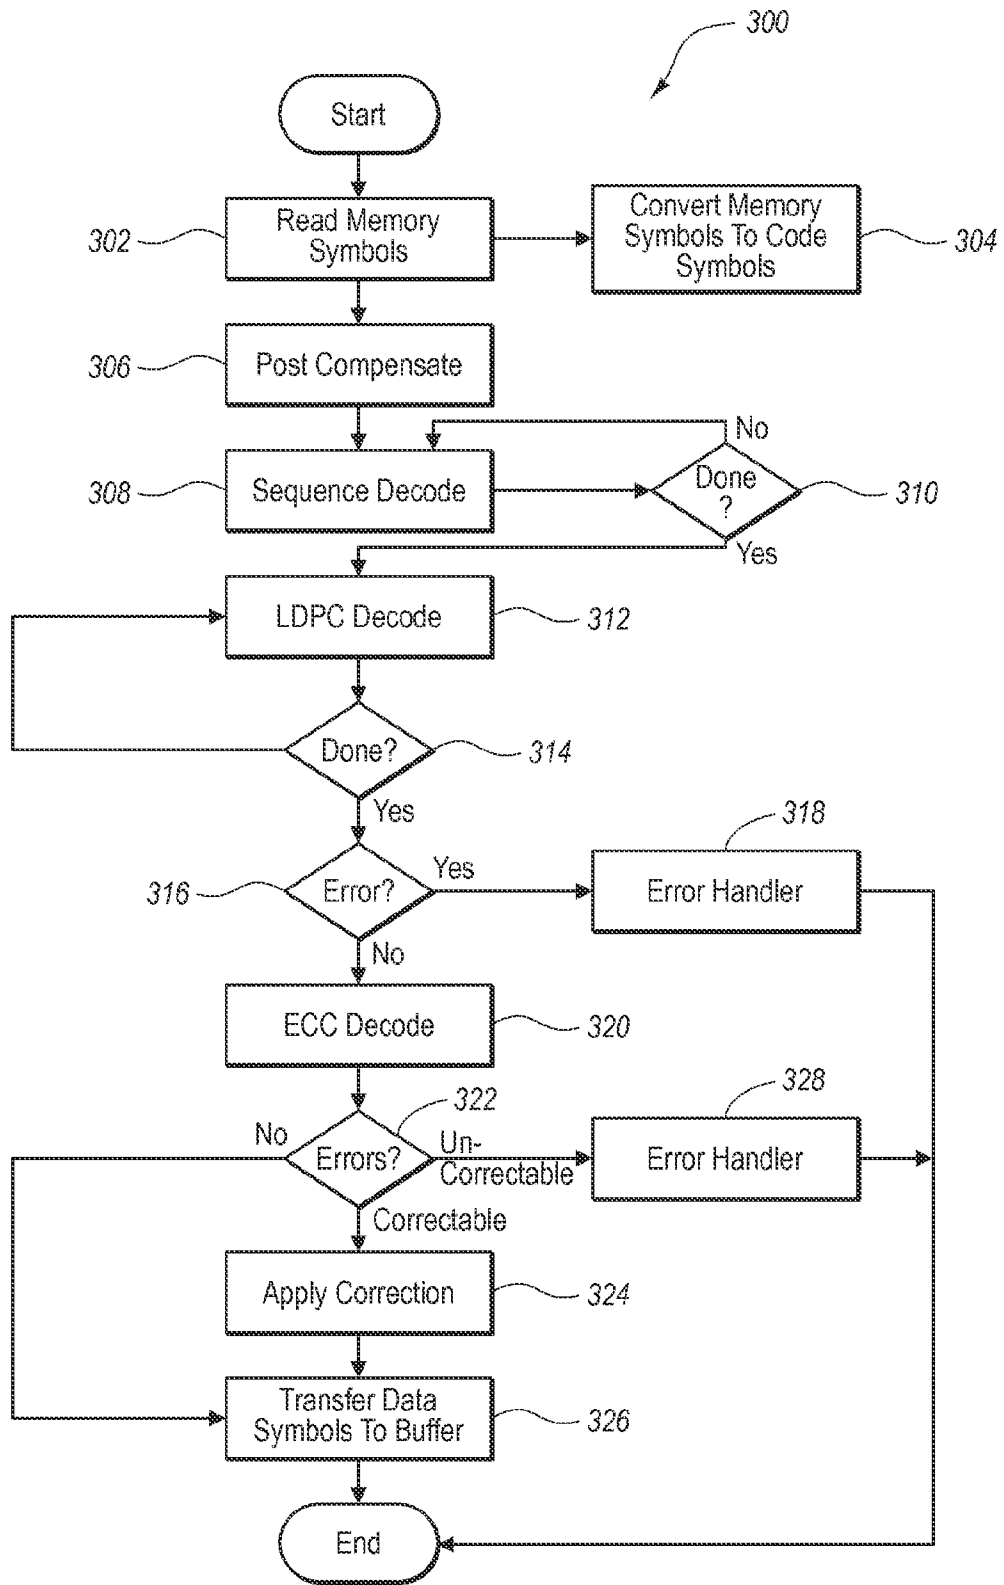 300
Start
302
Read Memory
Symbols
Convert Memory
Symbols To Code
Symbols
304
306
Post Compensate
No
308
Sequence Decode
Done
?
310
Yes
LDPC Decode
312
Done?
314
Yes
318
316
Error?
Yes
Error Handler
No
ECC Decode
320
322
328
No
Errors?
Un-
Correctable
Error Handler
Correctable
Apply Correction
324
Transfer Data
Symbols To Buffer
326
End